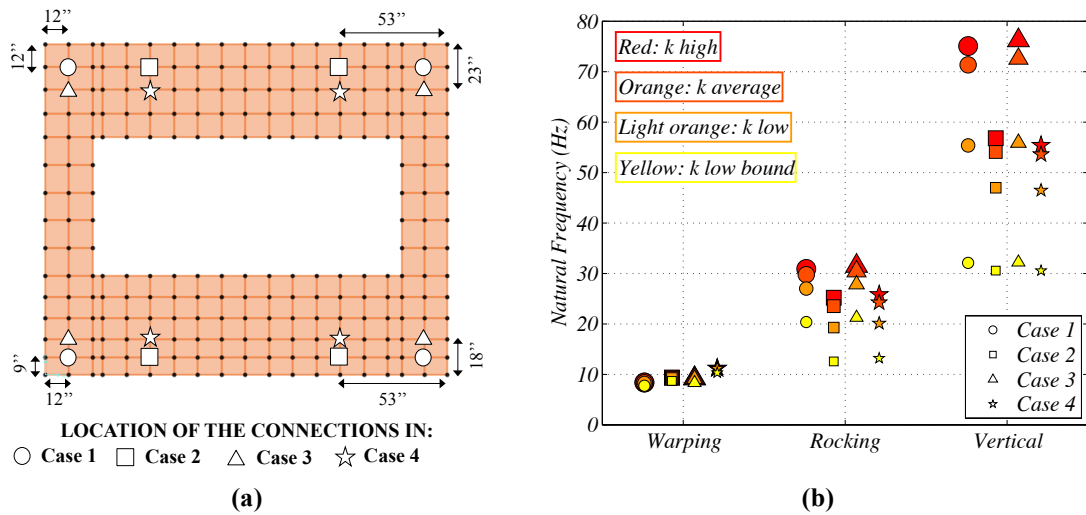 12’’
53’’
12’’
23’’
9’’
18’’
12’’
53’’
LOCATION OF THE CONNECTIONS IN:
Case 1 Case 2 Case 3 Case 4
(a)
80
70
60
50
40
30
20
10
0
Natural Frequency (Hz)
Red: k high
Orange: k average
Light orange: k low
Yellow: k low bound
Case 1
Case 2
Case 3
Case 4
Warping Rocking Vertical
(b)